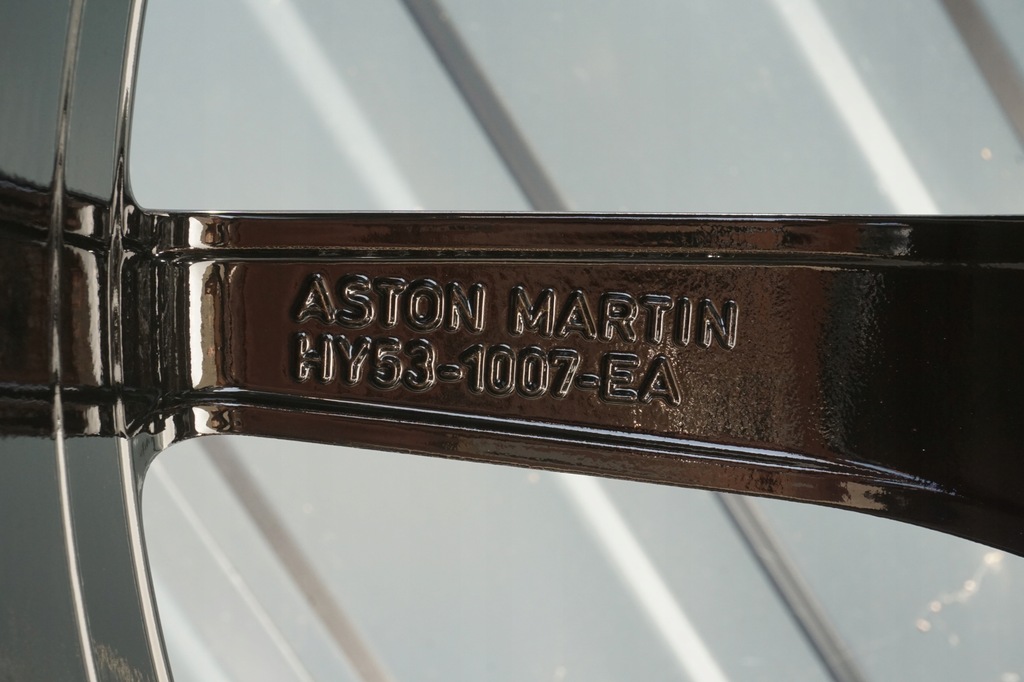 ASTON MARTIN
HY53-1007-EA